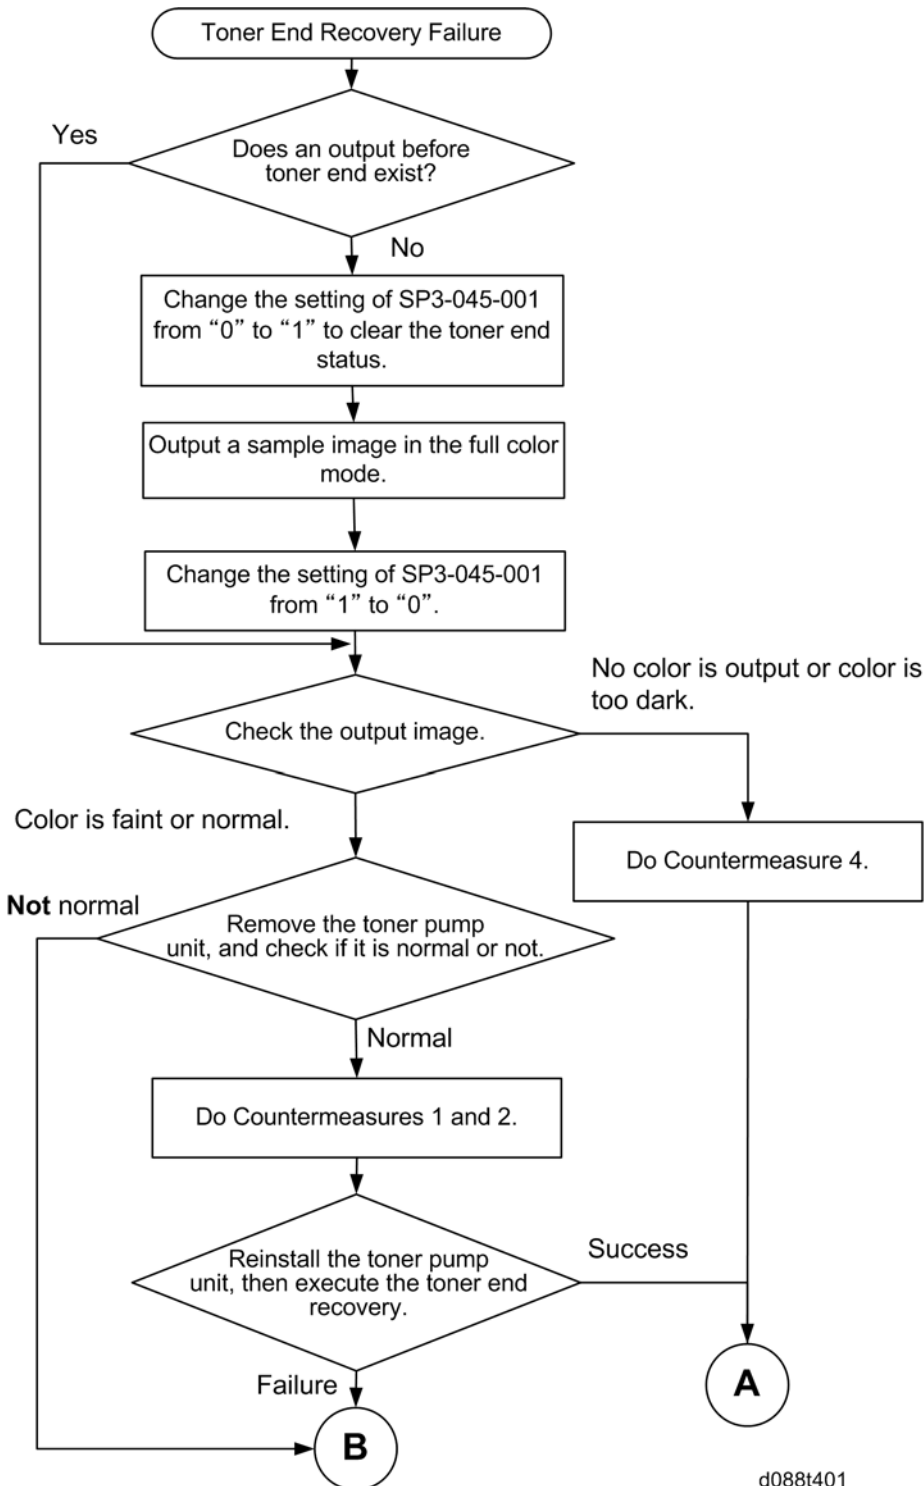 Toner End Recovery Failure
Yes
Does an output before
toner end exist?
No
Change the setting of SP3-045-001
from “0” to “1” to clear the toner end
status.
Output a sample image in the full color
mode.
Change the setting of SP3-045-001
from “1” to “0”.
No color is output or color is
too dark.
Check the output image.
Color is faint or normal.
Do Countermeasure 4.
Not normal
Remove the toner pump
unit, and check if it is normal or not.
Normal
Do Countermeasures 1 and 2.
Reinstall the toner pump
unit, then execute the toner end
recovery.
Success
A
Failure
B
d088t401